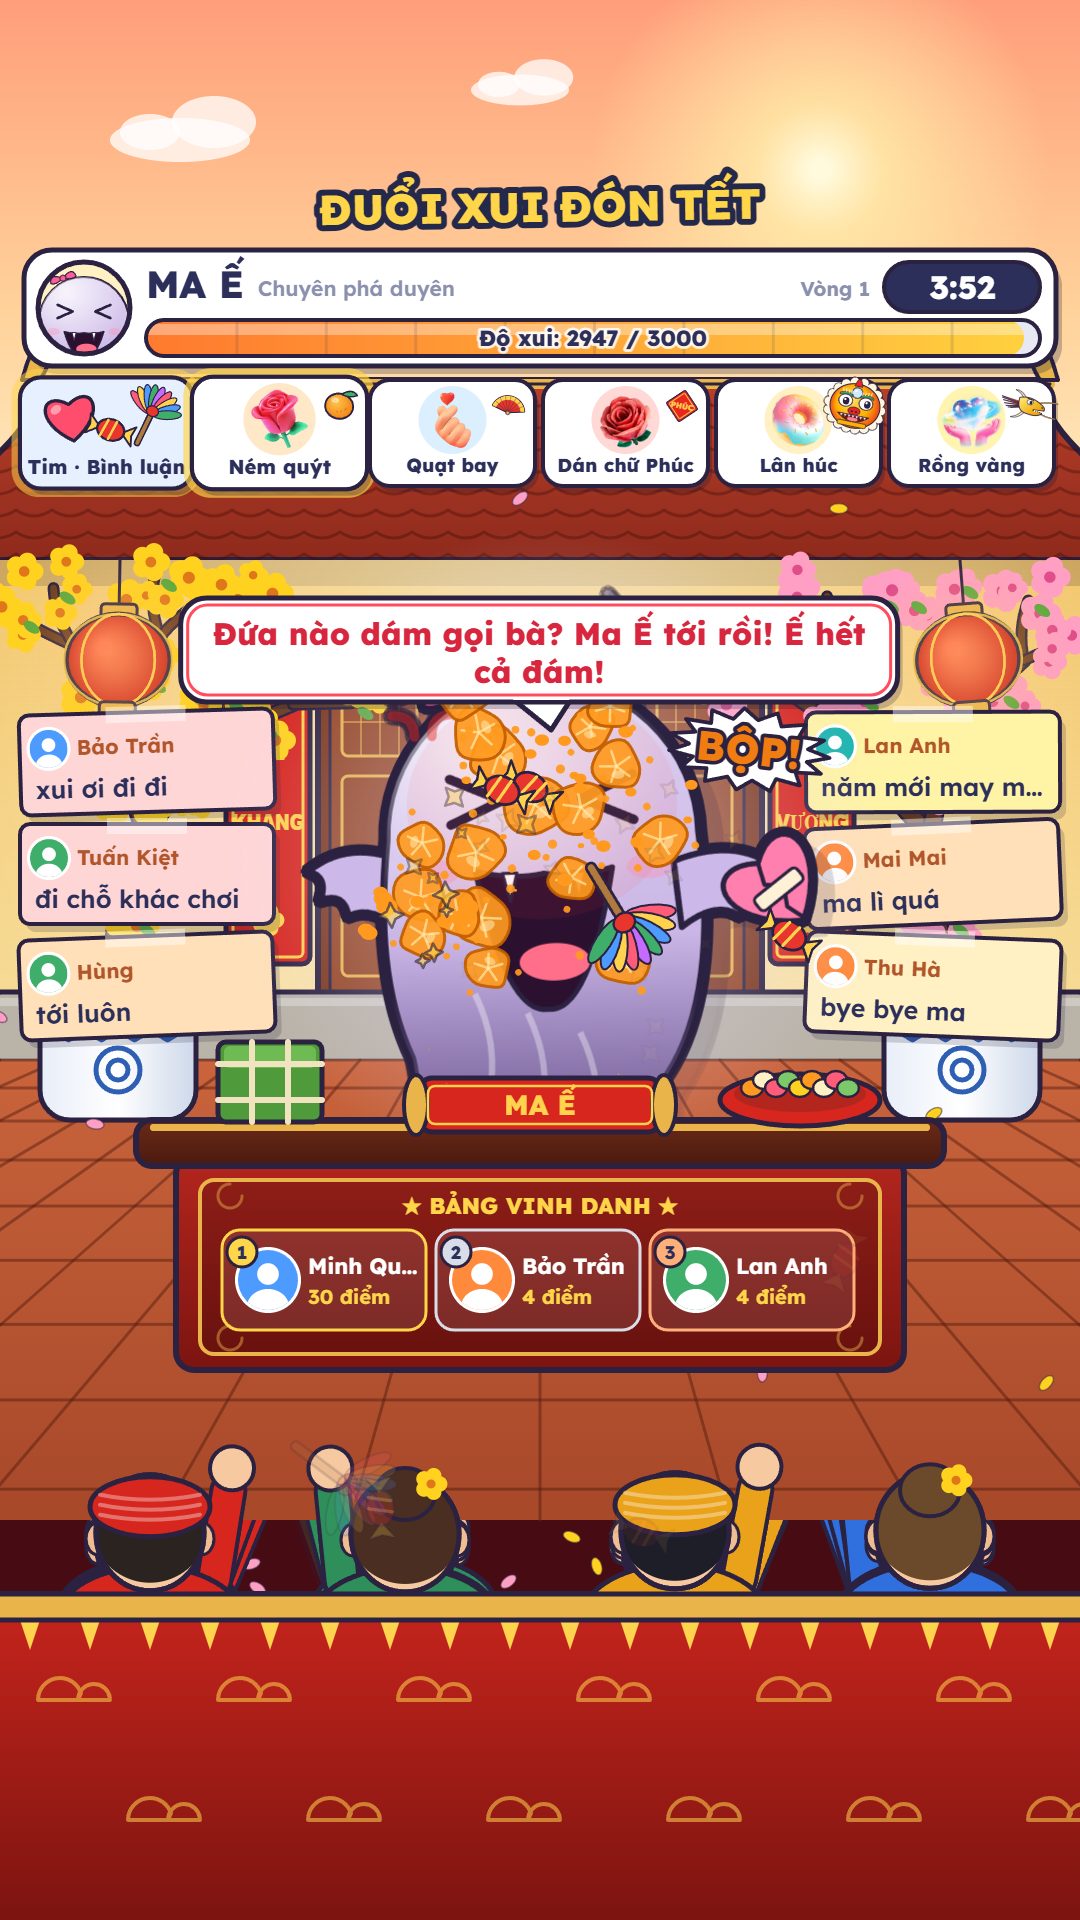 ĐUỔI XUI ĐÓN TẾT
MA Ế Chuyên phá duyên Vòng 1 3:52
Độ xui: 2947 / 3000
PHÚC
Tim · Bình luận
Ném quýt
Quạt bay
Dán chữ Phúc
Lân húc
Rồng vàng
Đứa nào dám gọi bà? Ma Ế tới rồi! Ế hết
cả đám!
BỘP!
Bảo Trần
xui ơi đi đi
Tuấn Kiệt
đi chỗ khác chơi
Hùng
tới luôn
KHANG
VƯỢNG
Lan Anh
năm mới may m...
Mai Mai
ma lì quá
Thu Hà
bye bye ma
MA Ế
★ BẢNG VINH DANH ★
1 Minh Qu...
30 điểm
2 Bảo Trần
4 điểm
3 Lan Anh
4 điểm